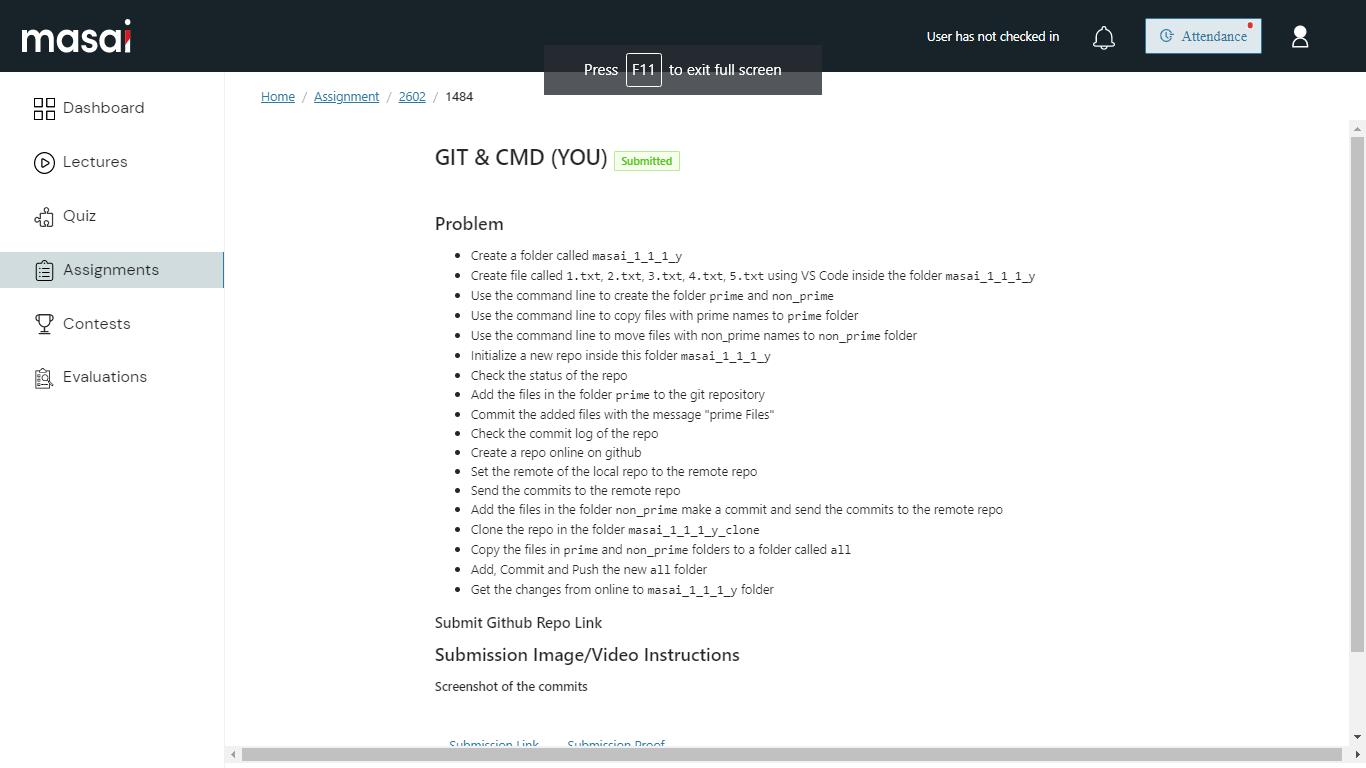 masai
User has not checked in
Attendance
Press F11 to exit full screen
Dashboard
Lectures
Quiz
Assignments
Contests
Evaluations
Home / Assignment / 2602 / 1484
GIT & CMD (YOU) Submitted
Problem
Create a folder called masai_1_1_1_y
Create file called 1.txt, 2.txt, 3.txt, 4.txt, 5.txt using VS Code inside the folder masai_1_1_1_y
Use the command line to create the folder prime and non_prime
Use the command line to copy files with prime names to prime folder
Use the command line to move files with non_prime names to non_prime folder
Initialize a new repo inside this folder masai_1_1_1_y
Check the status of the repo
Add the files in the folder prime to the git repository
Commit the added files with the message "prime Files"
Check the commit log of the repo
Create a repo online on github
Set the remote of the local repo to the remote repo
Send the commits to the remote repo
Add the files in the folder non_prime make a commit and send the commits to the remote repo
Clone the repo in the folder masai_1_1_1_y_clone
Copy the files in prime and non_prime folders to a folder called all
Add, Commit and Push the new all folder
Get the changes from online to masai_1_1_1_y folder
Submit Github Repo Link
Submission Image/Video Instructions
Screenshot of the commits
Submission Link Submission Proof